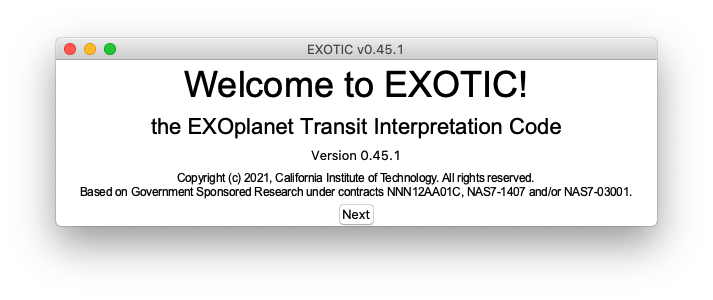 EXOTIC v0.45.1
Welcome to EXOTIC!
the EXOplanet Transit Interpretation Code
Version 0.45.1
Copyright (c) 2021, California Institute of Technology. All rights reserved.
Based on Government Sponsored Research under contracts NNN12AA01C, NAS7-1407 and/or NAS7-03001.
Next